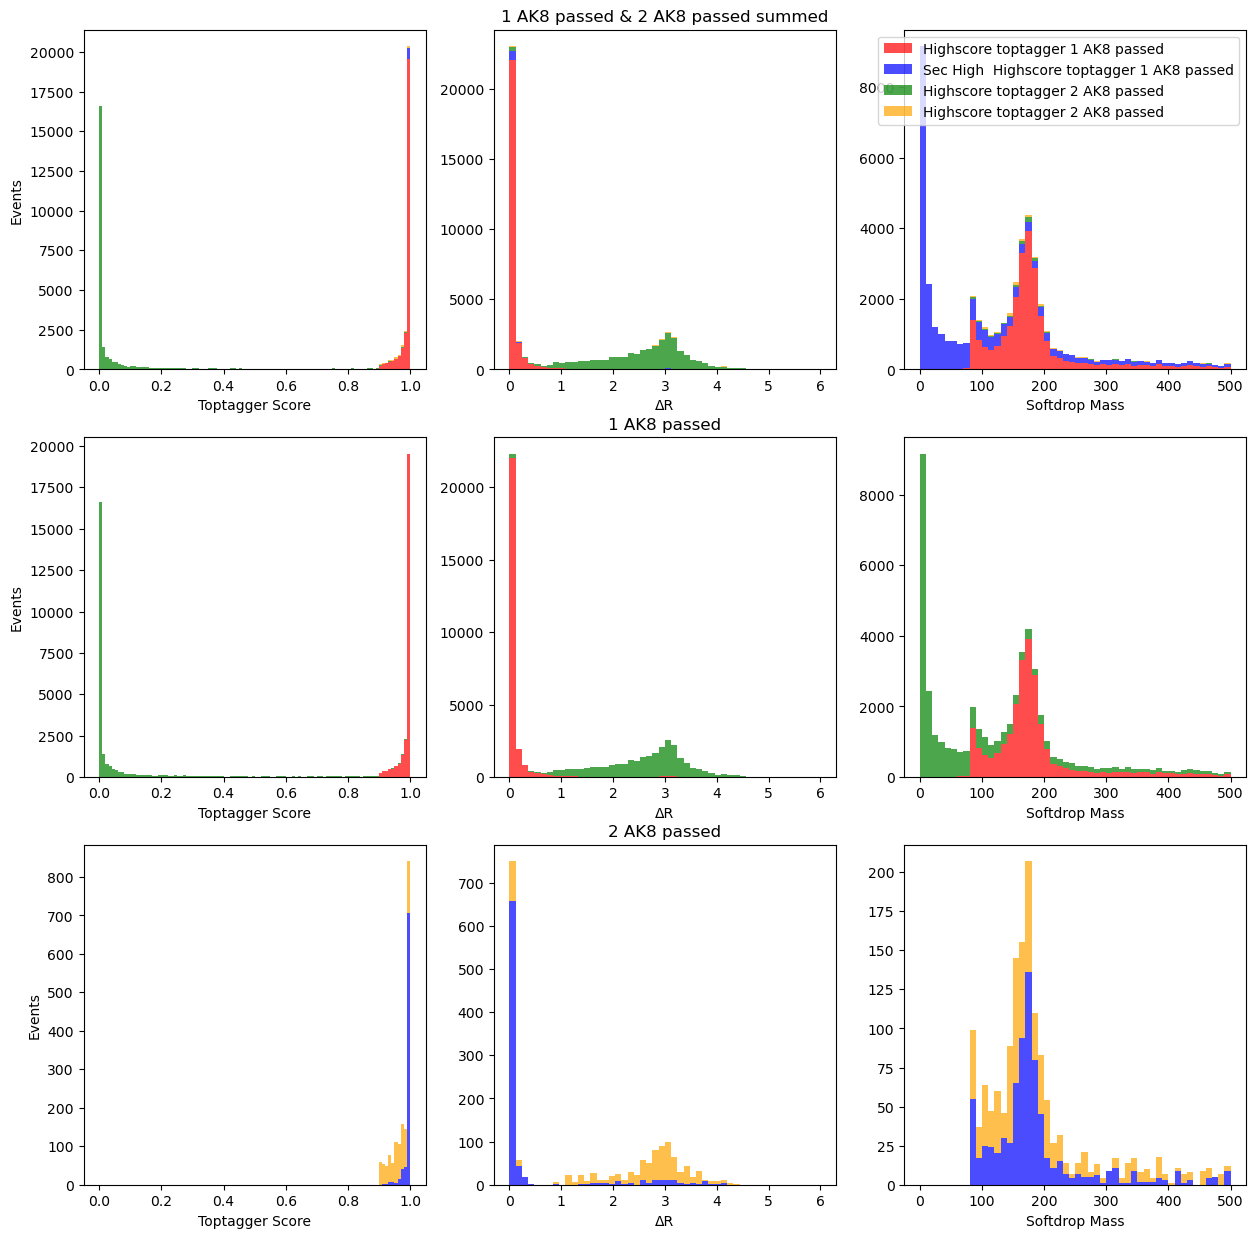 1 AK8 passed & 2 AK8 passed summed
20000
17500
15000
12500
10000
7500
5000
2500
0
Events
0.0 0.2 0.4 0.6 0.8 1.0
Toptagger Score
20000
15000
10000
5000
0
0 1 2 3 4 5 6
ΔR
Highscore toptagger 1 AK8 passed
Sec High  Highscore toptagger 1 AK8 passed
Highscore toptagger 2 AK8 passed
Highscore toptagger 2 AK8 passed
8000
6000
4000
2000
0
0 100 200 300 400 500
Softdrop Mass
1 AK8 passed
20000
17500
15000
12500
10000
7500
5000
2500
0
Events
0.0 0.2 0.4 0.6 0.8 1.0
Toptagger Score
20000
15000
10000
5000
0
0 1 2 3 4 5 6
ΔR
8000
6000
4000
2000
0
0 100 200 300 400 500
Softdrop Mass
2 AK8 passed
800
700
600
500
400
300
200
100
0
Events
0.0 0.2 0.4 0.6 0.8 1.0
Toptagger Score
700
600
500
400
300
200
100
0
0 1 2 3 4 5 6
ΔR
200
175
150
125
100
75
50
25
0
0 100 200 300 400 500
Softdrop Mass